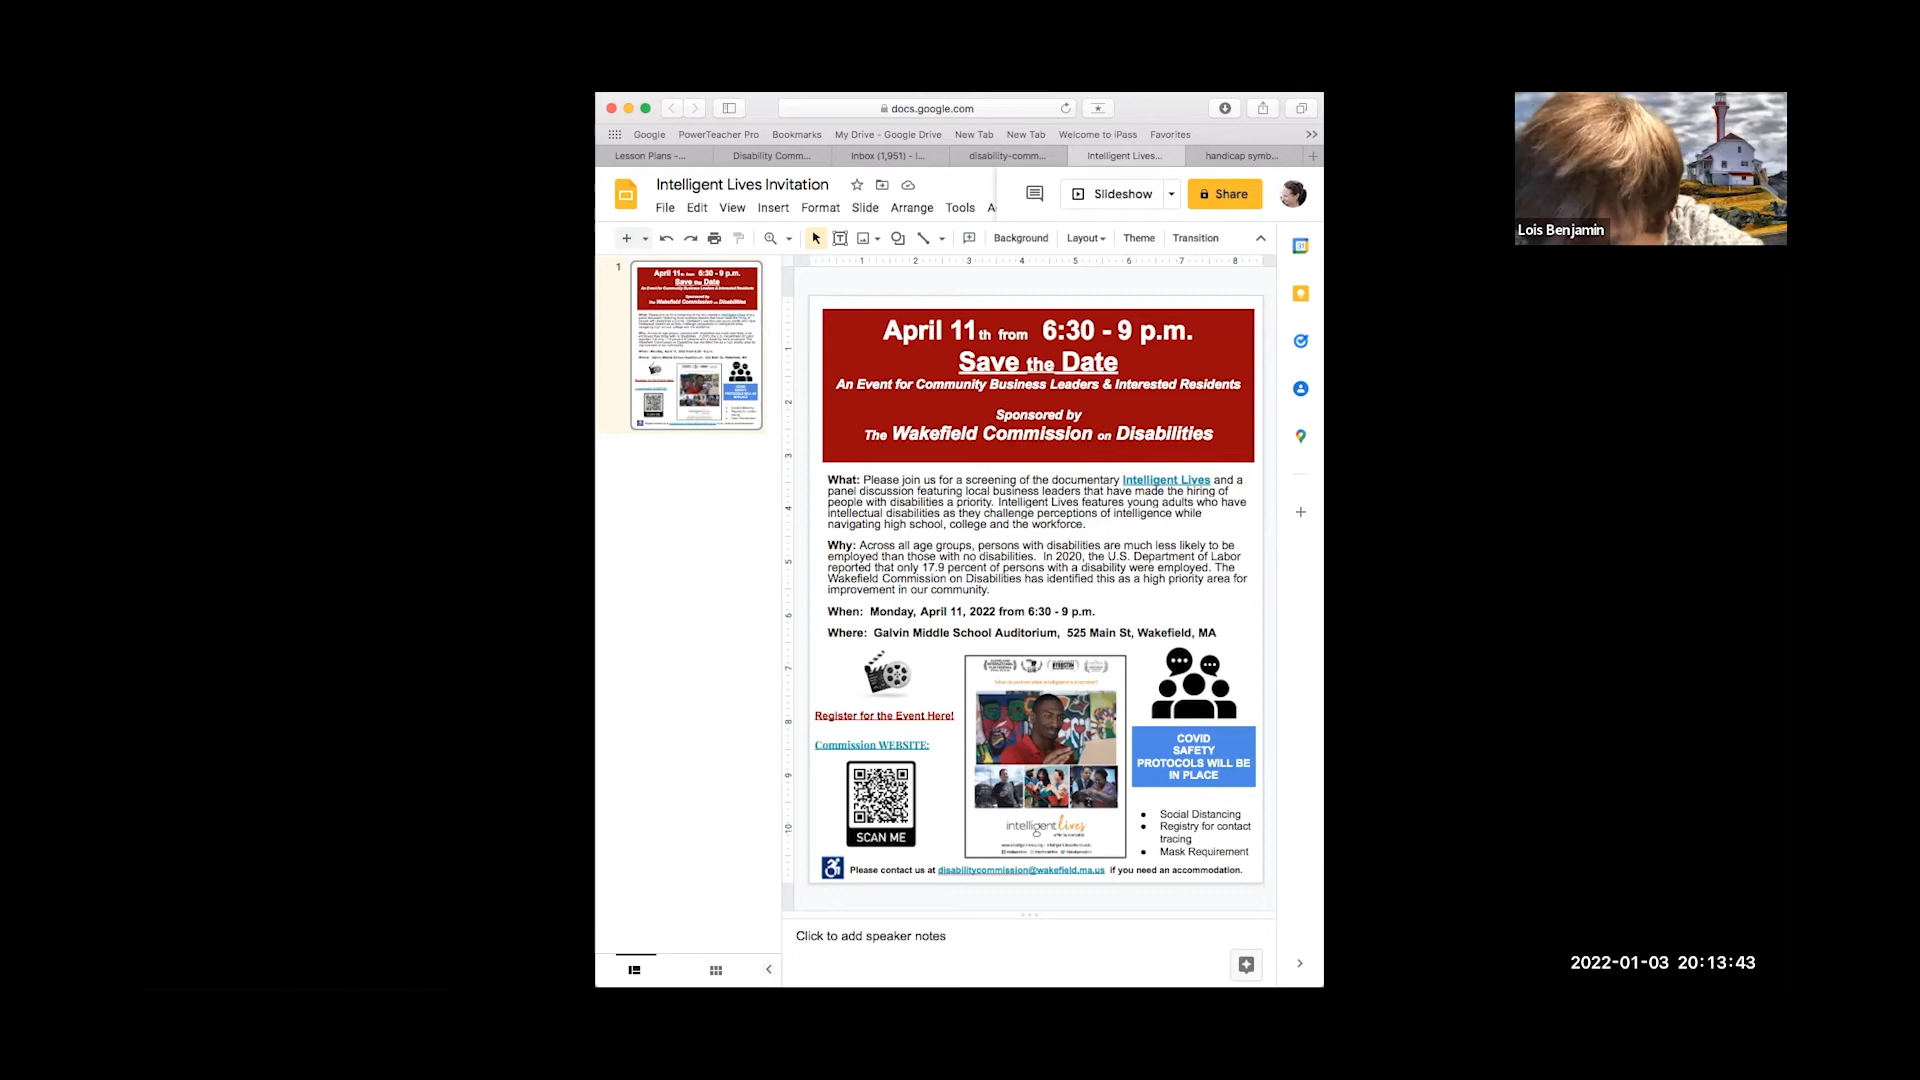 docs.google.com
Google PowerTeacher Pro Bookmarks My Drive - Google Drive New Tab New Tab Welcome to iPass Favorites >>
Lesson Plans -... Disability Comm... Inbox (1,951) - I... disability-comm... Intelligent Lives... handicap symb...
Intelligent Lives Invitation
Slideshow Share
File Edit View Insert Format Slide Arrange Tools A
Background Layout Theme Transition
1 2 3 4 5 6 7 8
1
April 11th from 6:30 - 9 p.m.
Save the Date
An Event for Community Business Leaders & Interested Residents
Sponsored by
The Wakefield Commission on Disabilities
What: Please join us for a screening of the documentary Intelligent Lives and a
panel discussion featuring local business leaders that have made the hiring of
people with disabilities a priority. Intelligent Lives features young adults who have
intellectual disabilities as they challenge perceptions of intelligence while
navigating high school, college and the workforce.
Why: Across all age groups, persons with disabilities are much less likely to be
employed than those with no disabilities. In 2020, the U.S. Department of Labor
reported that only 17.9 percent of persons with a disability were employed. The
Wakefield Commission on Disabilities has identified this as a high priority area for
improvement in our community.
When: Monday, April 11, 2022 from 6:30 - 9 p.m.
Where: Galvin Middle School Auditorium, 525 Main St, Wakefield, MA
Register for the Event Here!
Commission WEBSITE:
SCAN ME
intelligent lives
COVID
SAFETY
PROTOCOLS WILL BE
IN PLACE
• Social Distancing
• Registry for contact
tracing
• Mask Requirement
Please contact us at disabilitycommission@wakefield.ma.us if you need an accommodation.
Click to add speaker notes
Lois Benjamin
2022-01-03 20:13:43